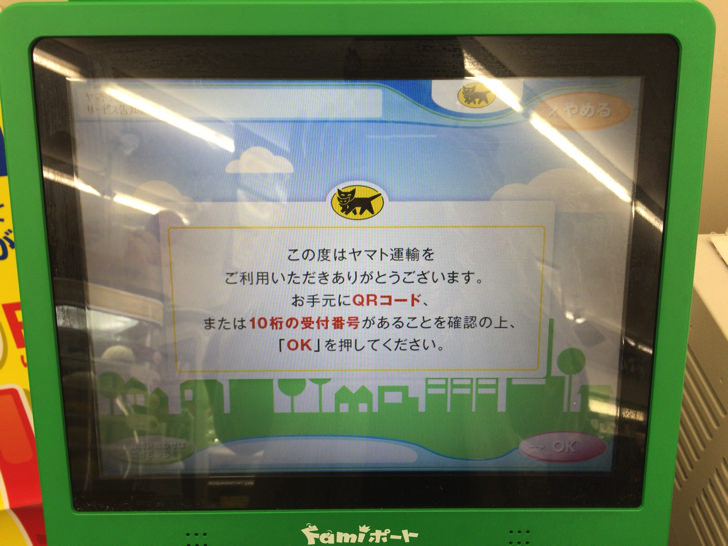 やめる
この度はヤマト運輸を
ご利用いただきありがとうございます。
お手元にQRコード、
または10桁の受付番号があることを確認の上、
「OK」を押してください。
OK
Famiポート